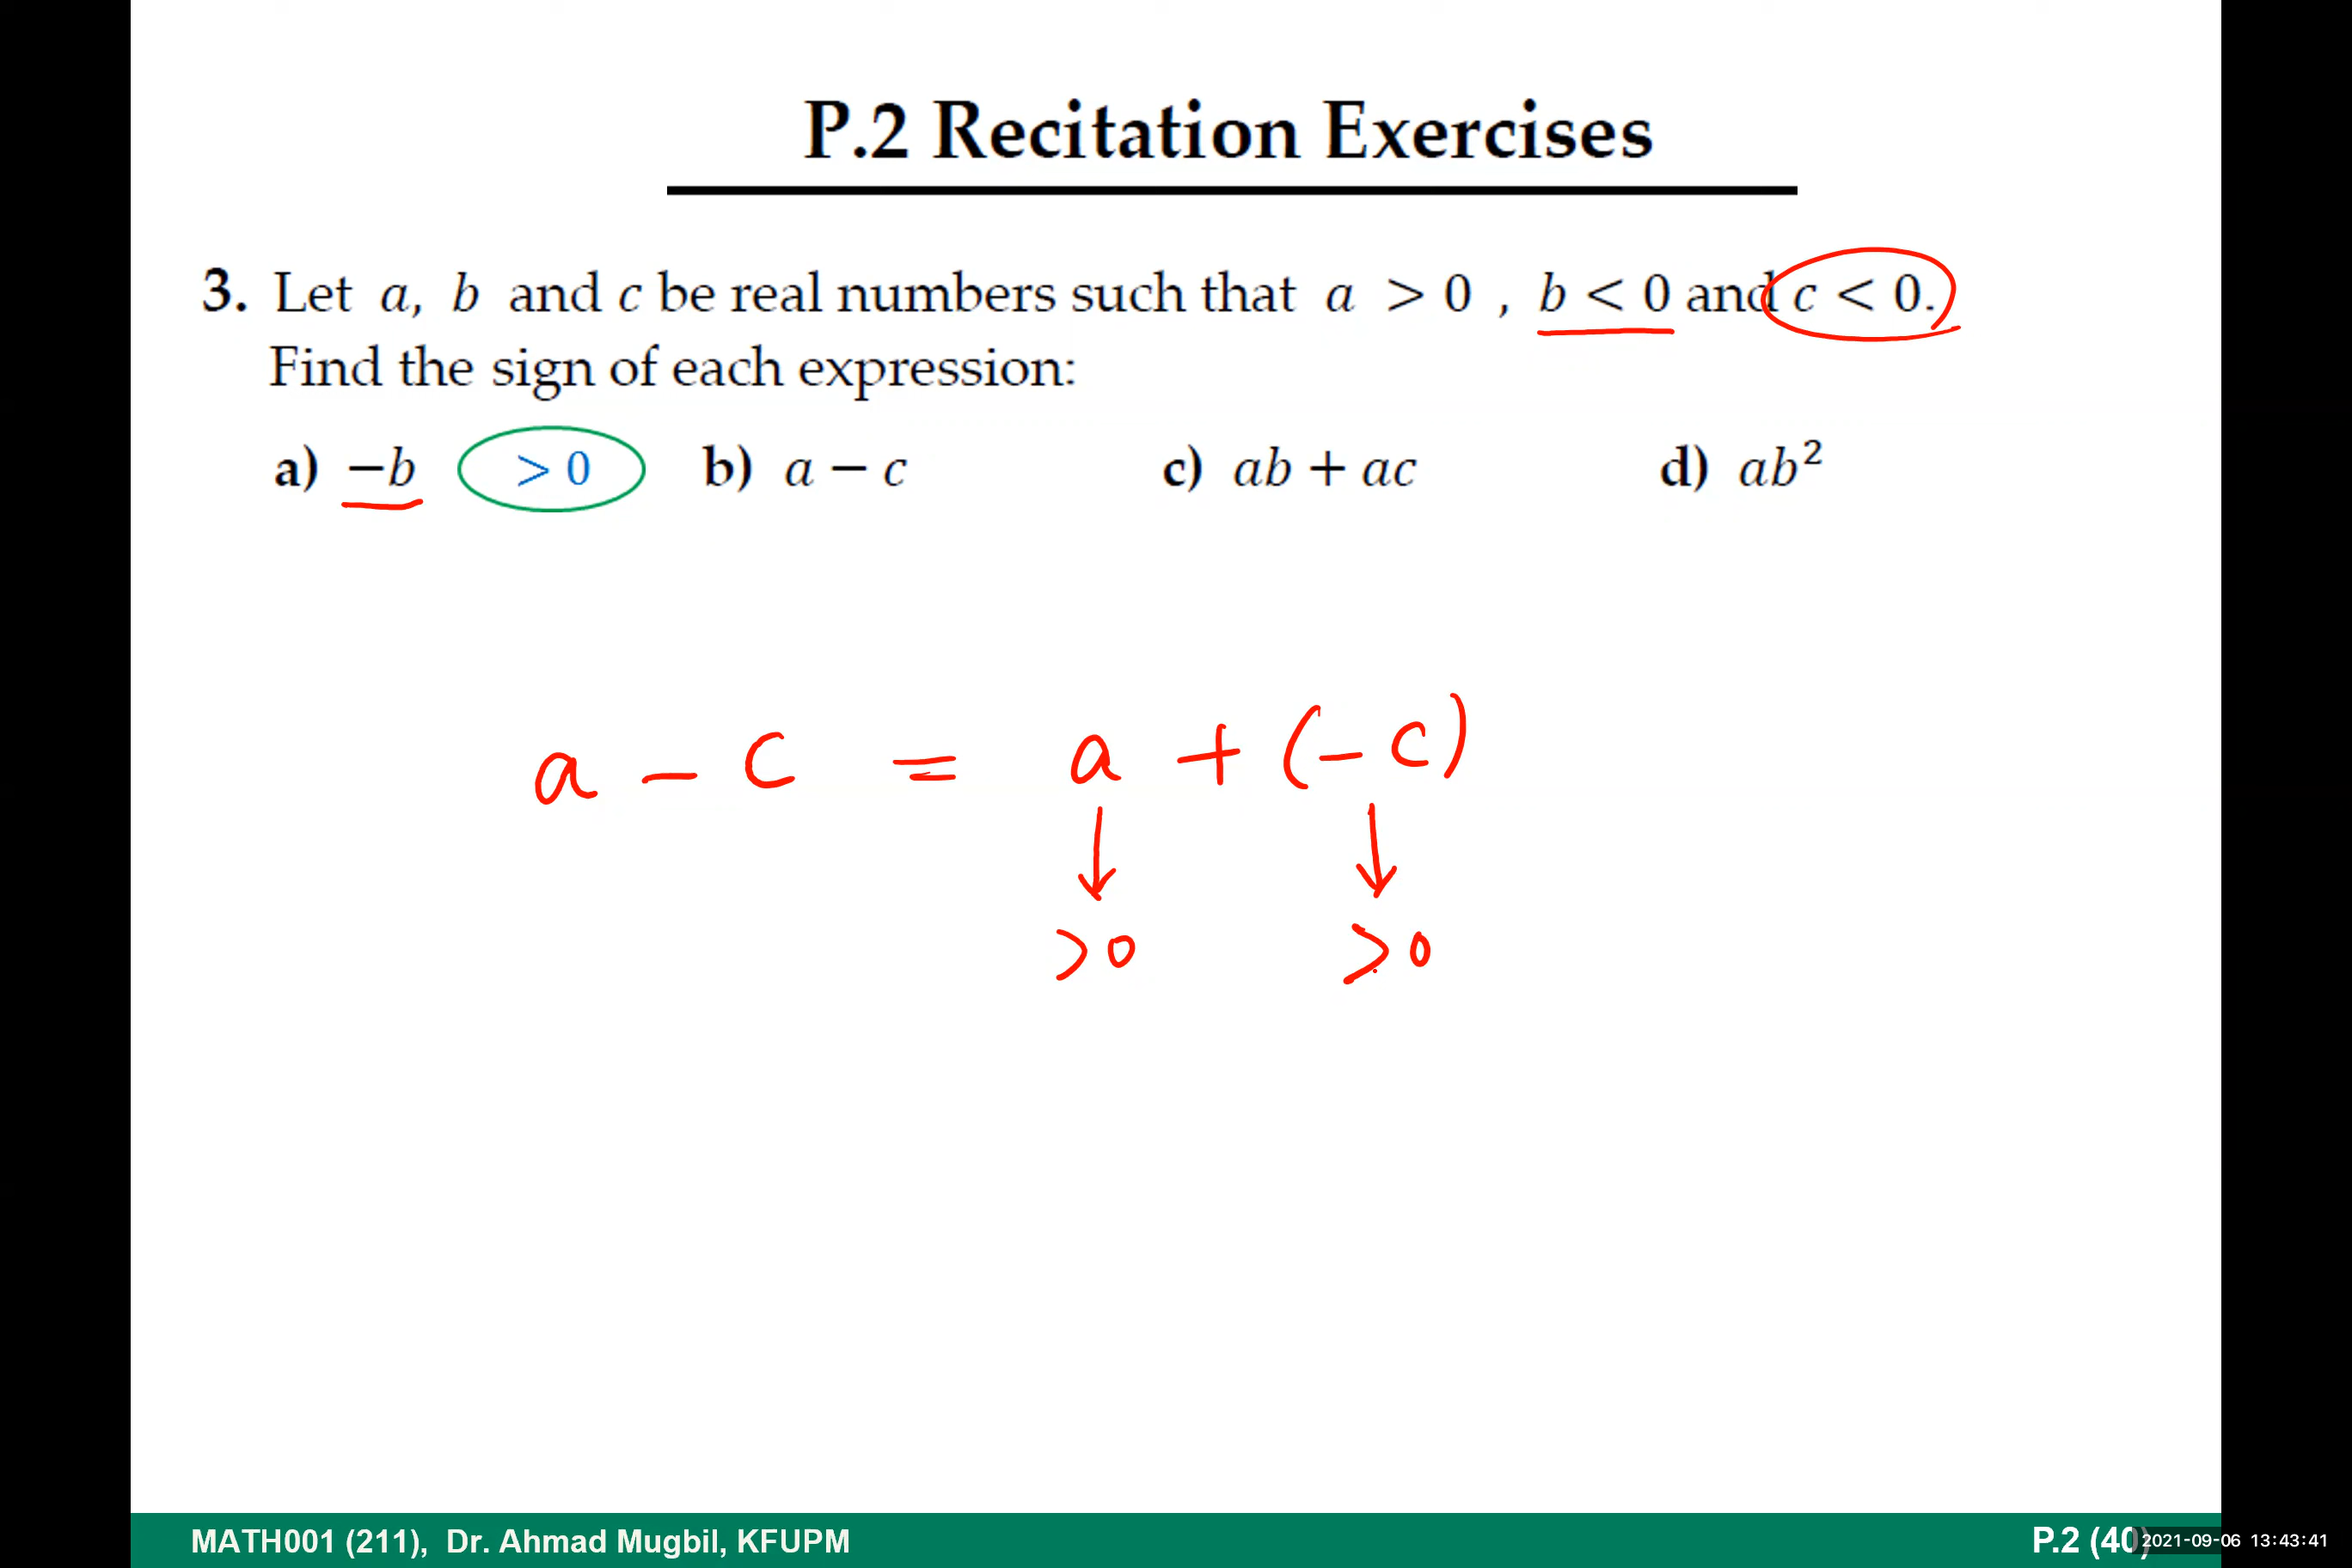 P.2 Recitation Exercises
3. Let a, b and c be real numbers such that a > 0 , b < 0 and c < 0.
Find the sign of each expression:
a) −b > 0 b) a − c c) ab + ac d) ab²
a − c = a + (− c)
>0 >0
MATH001 (211), Dr. Ahmad Mugbil, KFUPM P.2 (40) 2021-09-06 13:43:41